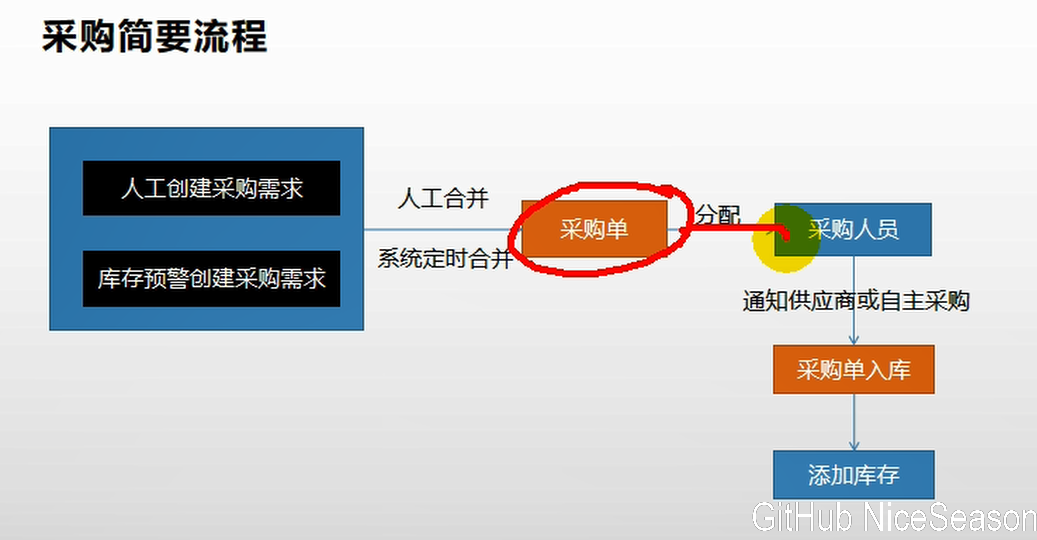 采购简要流程
人工创建采购需求
库存预警创建采购需求
人工合并
系统定时合并
采购单
分配
采购人员
通知供应商或自主采购
采购单入库
添加库存
GitHub NiceSeason